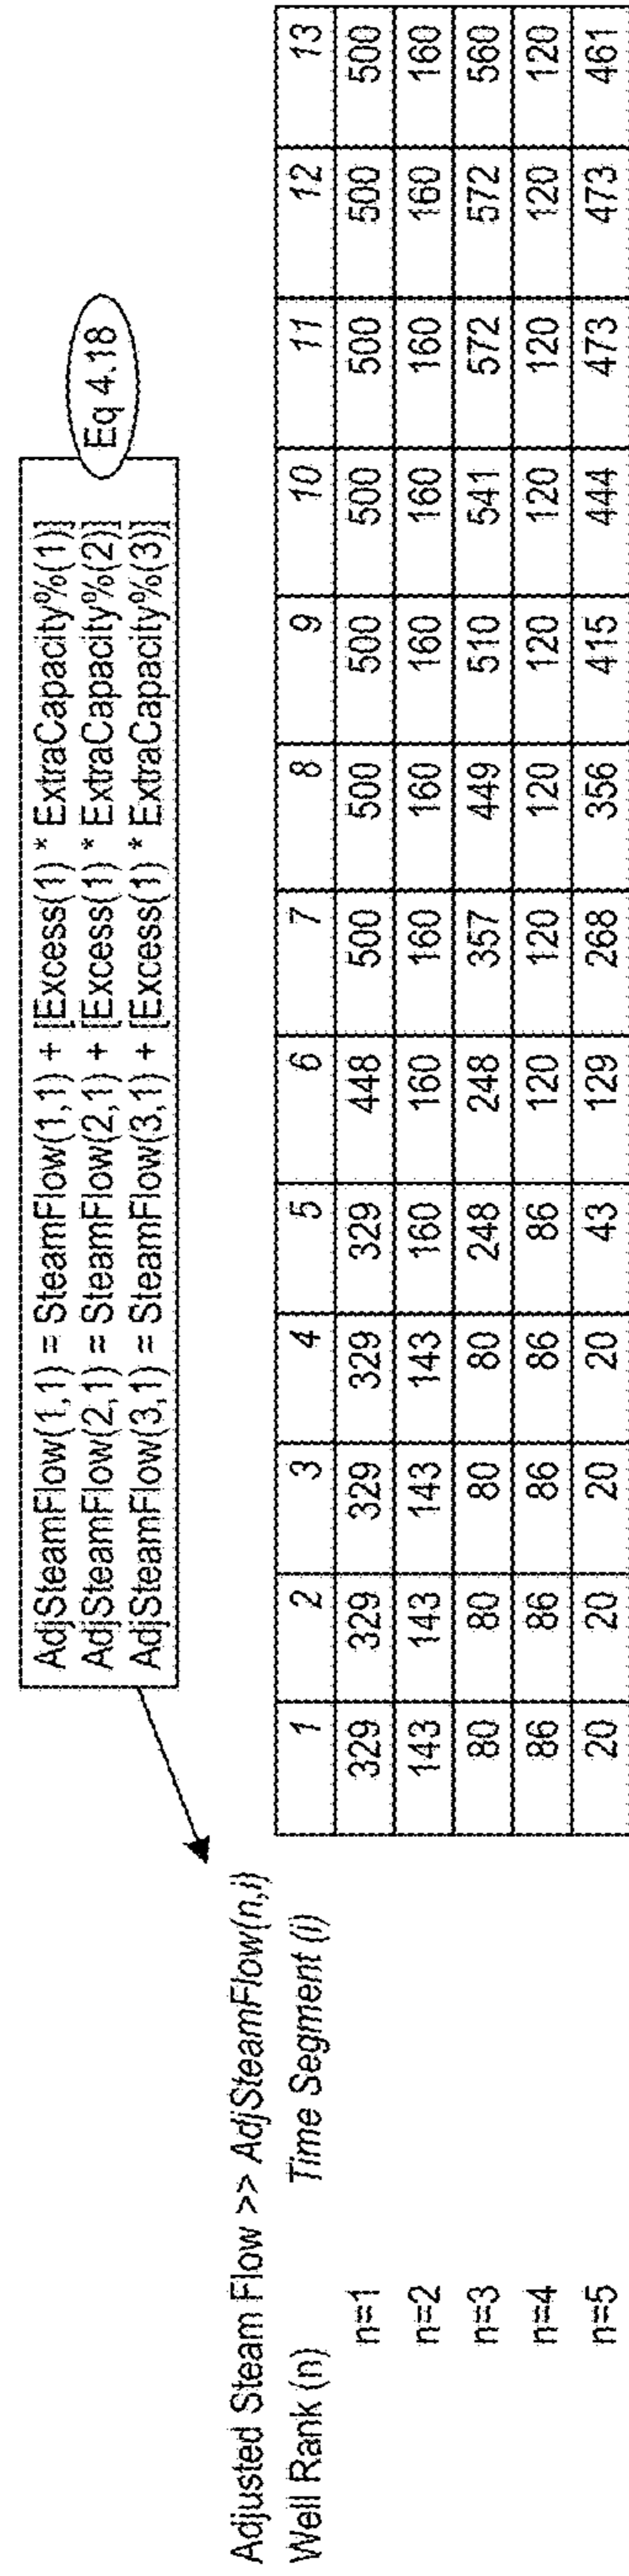 AdjSteamFlow(1,1) = SteamFlow(1,1) + [Excess(1) * ExtraCapacity%(1)]
AdjSteamFlow(2,1) = SteamFlow(2,1) + [Excess(1) * ExtraCapacity%(2)]
AdjSteamFlow(3,1) = SteamFlow(3,1) + [Excess(1) * ExtraCapacity%(3)]
Eq 4.18
Adjusted Steam Flow >> AdjSteamFlow(n,i)
Well Rank (n) Time Segment (i) 1 2 3 4 5 6 7 8 9 10 11 12 13
n=1 329 329 329 329 329 448 500 500 500 500 500 500 500
n=2 143 143 143 143 160 160 160 160 160 160 160 160 160
n=3 80 80 80 80 248 248 357 449 510 541 572 572 560
n=4 86 86 86 86 86 120 120 120 120 120 120 120 120
n=5 20 20 20 20 43 129 268 356 415 444 473 473 461